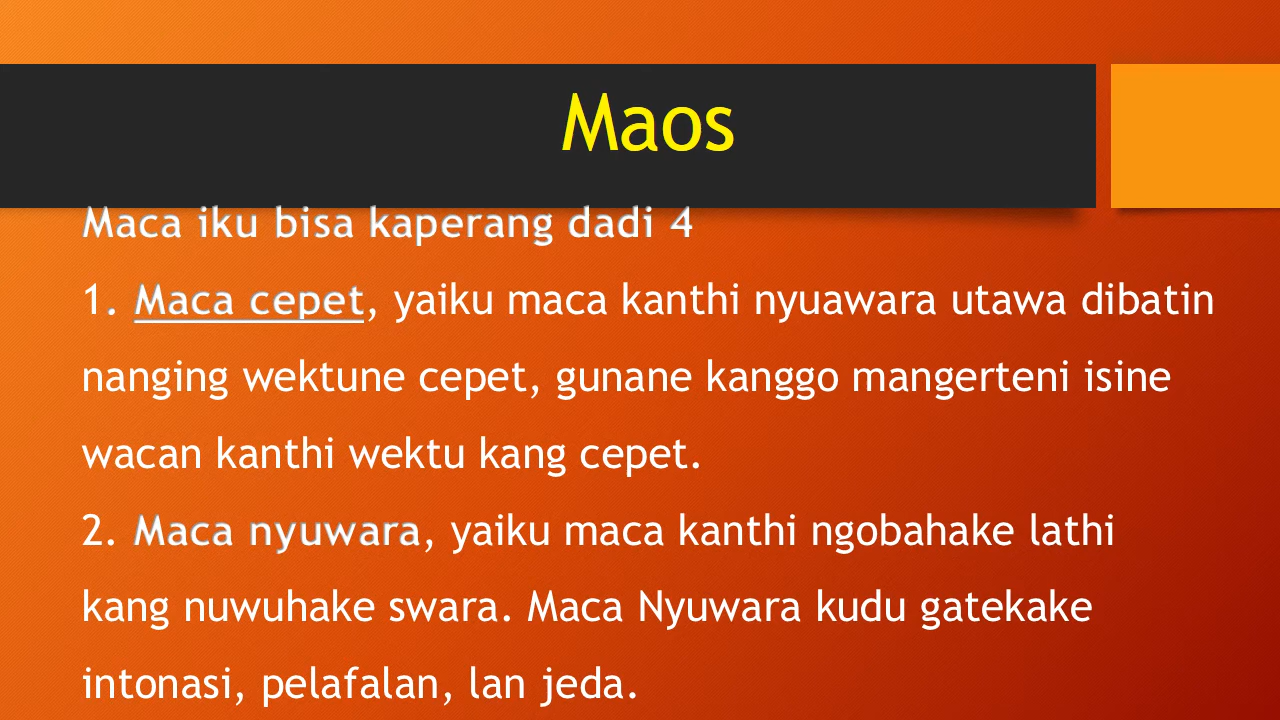 Maos
Maca iku bisa kaperang dadi 4
1. Maca cepet, yaiku maca kanthi nyuawara utawa dibatin
nanging wektune cepet, gunane kanggo mangerteni isine
wacan kanthi wektu kang cepet.
2. Maca nyuwara, yaiku maca kanthi ngobahake lathi
kang nuwuhake swara. Maca Nyuwara kudu gatekake
intonasi, pelafalan, lan jeda.